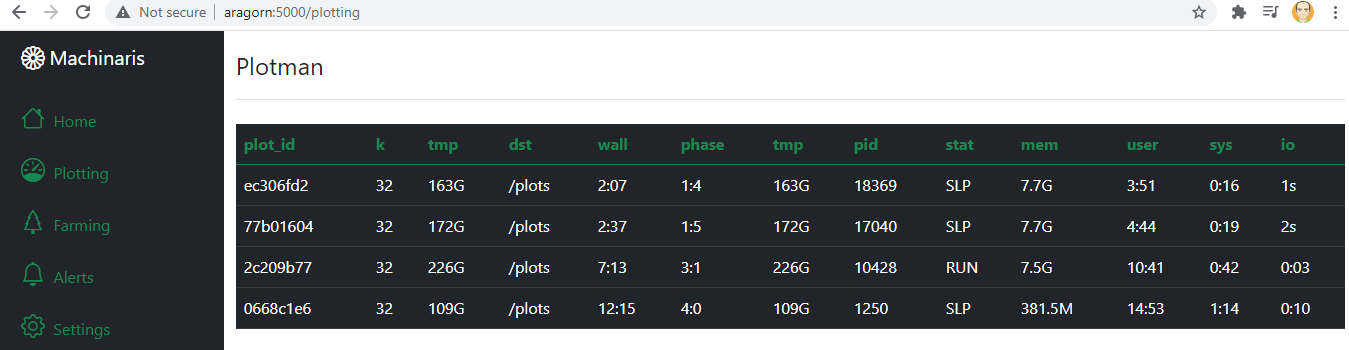 Not secure aragorn:5000/plotting
Machinaris
Home
Plotting
Farming
Alerts
Settings
Plotman
plot_id k tmp dst wall phase tmp pid stat mem user sys io
ec306fd2 32 163G /plots 2:07 1:4 163G 18369 SLP 7.7G 3:51 0:16 1s
77b01604 32 172G /plots 2:37 1:5 172G 17040 SLP 7.7G 4:44 0:19 2s
2c209b77 32 226G /plots 7:13 3:1 226G 10428 RUN 7.5G 10:41 0:42 0:03
0668c1e6 32 109G /plots 12:15 4:0 109G 1250 SLP 381.5M 14:53 1:14 0:10